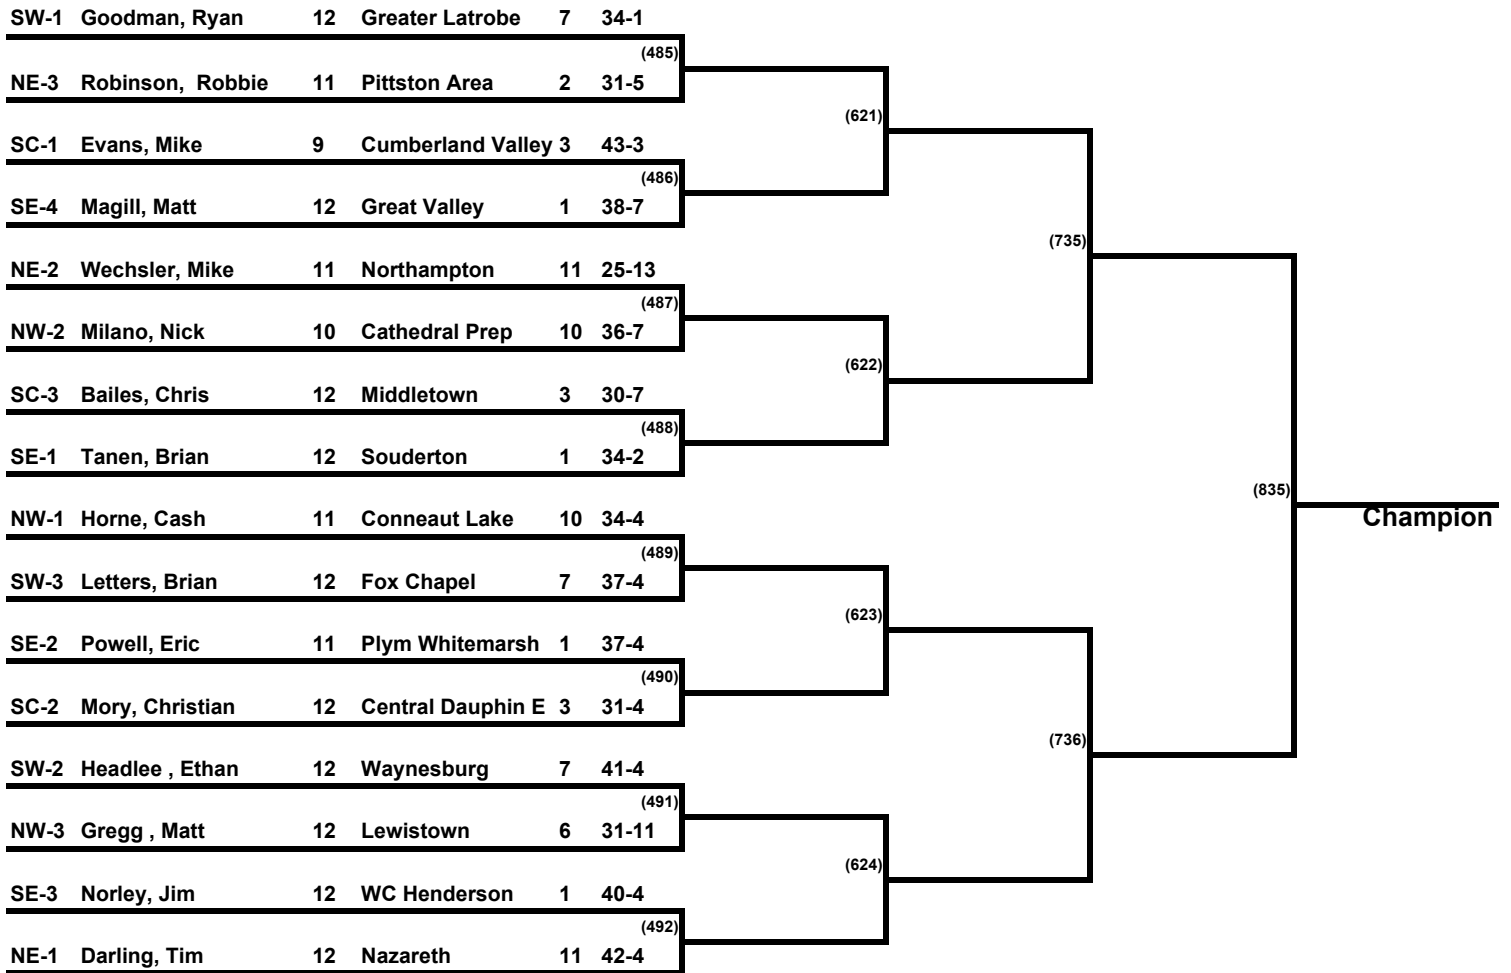 SW-1 Goodman, Ryan 12 Greater Latrobe 7 34-1
(485)
NE-3 Robinson, Robbie 11 Pittston Area 2 31-5
(621)
SC-1 Evans, Mike 9 Cumberland Valley 3 43-3
(486)
SE-4 Magill, Matt 12 Great Valley 1 38-7
(735)
NE-2 Wechsler, Mike 11 Northampton 11 25-13
(487)
NW-2 Milano, Nick 10 Cathedral Prep 10 36-7
(622)
SC-3 Bailes, Chris 12 Middletown 3 30-7
(488)
SE-1 Tanen, Brian 12 Souderton 1 34-2
(835)
NW-1 Horne, Cash 11 Conneaut Lake 10 34-4
Champion
(489)
SW-3 Letters, Brian 12 Fox Chapel 7 37-4
(623)
SE-2 Powell, Eric 11 Plym Whitemarsh 1 37-4
(490)
SC-2 Mory, Christian 12 Central Dauphin E 3 31-4
(736)
SW-2 Headlee , Ethan 12 Waynesburg 7 41-4
(491)
NW-3 Gregg , Matt 12 Lewistown 6 31-11
(624)
SE-3 Norley, Jim 12 WC Henderson 1 40-4
(492)
NE-1 Darling, Tim 12 Nazareth 11 42-4